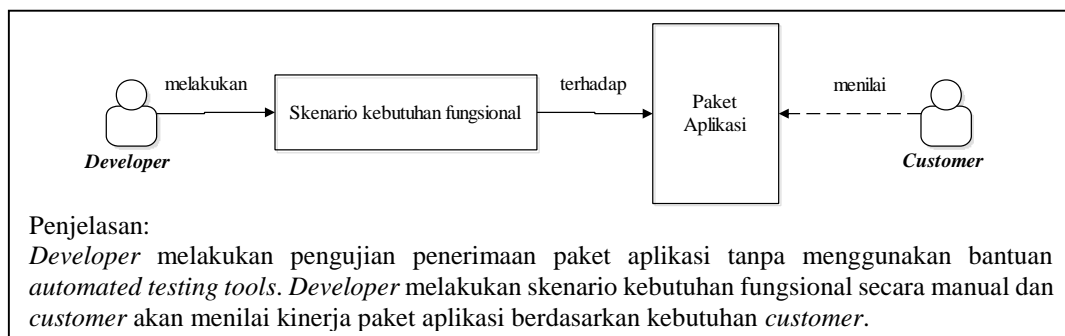 melakukan
terhadap
menilai
Skenario kebutuhan fungsional
Paket
Aplikasi
Developer
Customer
Penjelasan:
Developer melakukan pengujian penerimaan paket aplikasi tanpa menggunakan bantuan
automated testing tools. Developer melakukan skenario kebutuhan fungsional secara manual dan
customer akan menilai kinerja paket aplikasi berdasarkan kebutuhan customer.